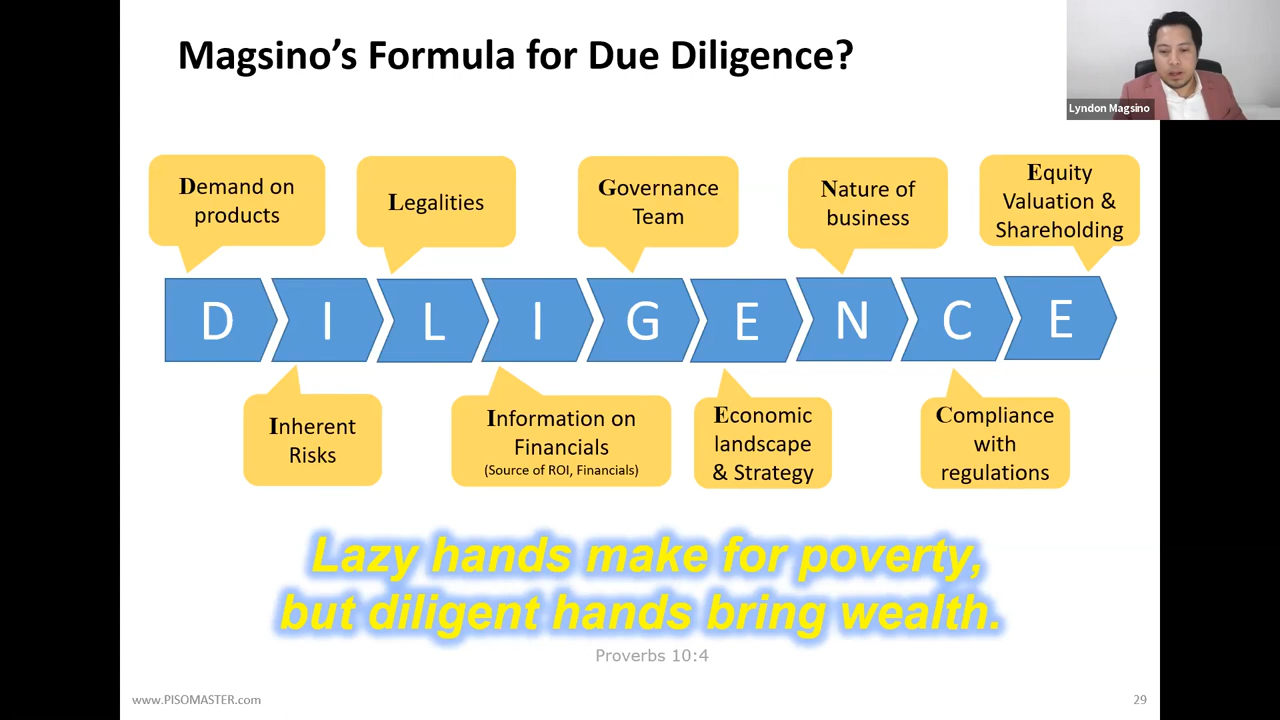 Magsino’s Formula for Due Diligence?
Lyndon Magsino
Demand on
products
Legalities
Governance
Team
Nature of
business
Equity
Valuation &
Shareholding
D I L I G E N C E
Inherent
Risks
Information on
Financials
(Source of ROI, Financials)
Economic
landscape
& Strategy
Compliance
with
regulations
Lazy hands make for poverty,
but diligent hands bring wealth.
Proverbs 10:4
www.PISOMASTER.com
29